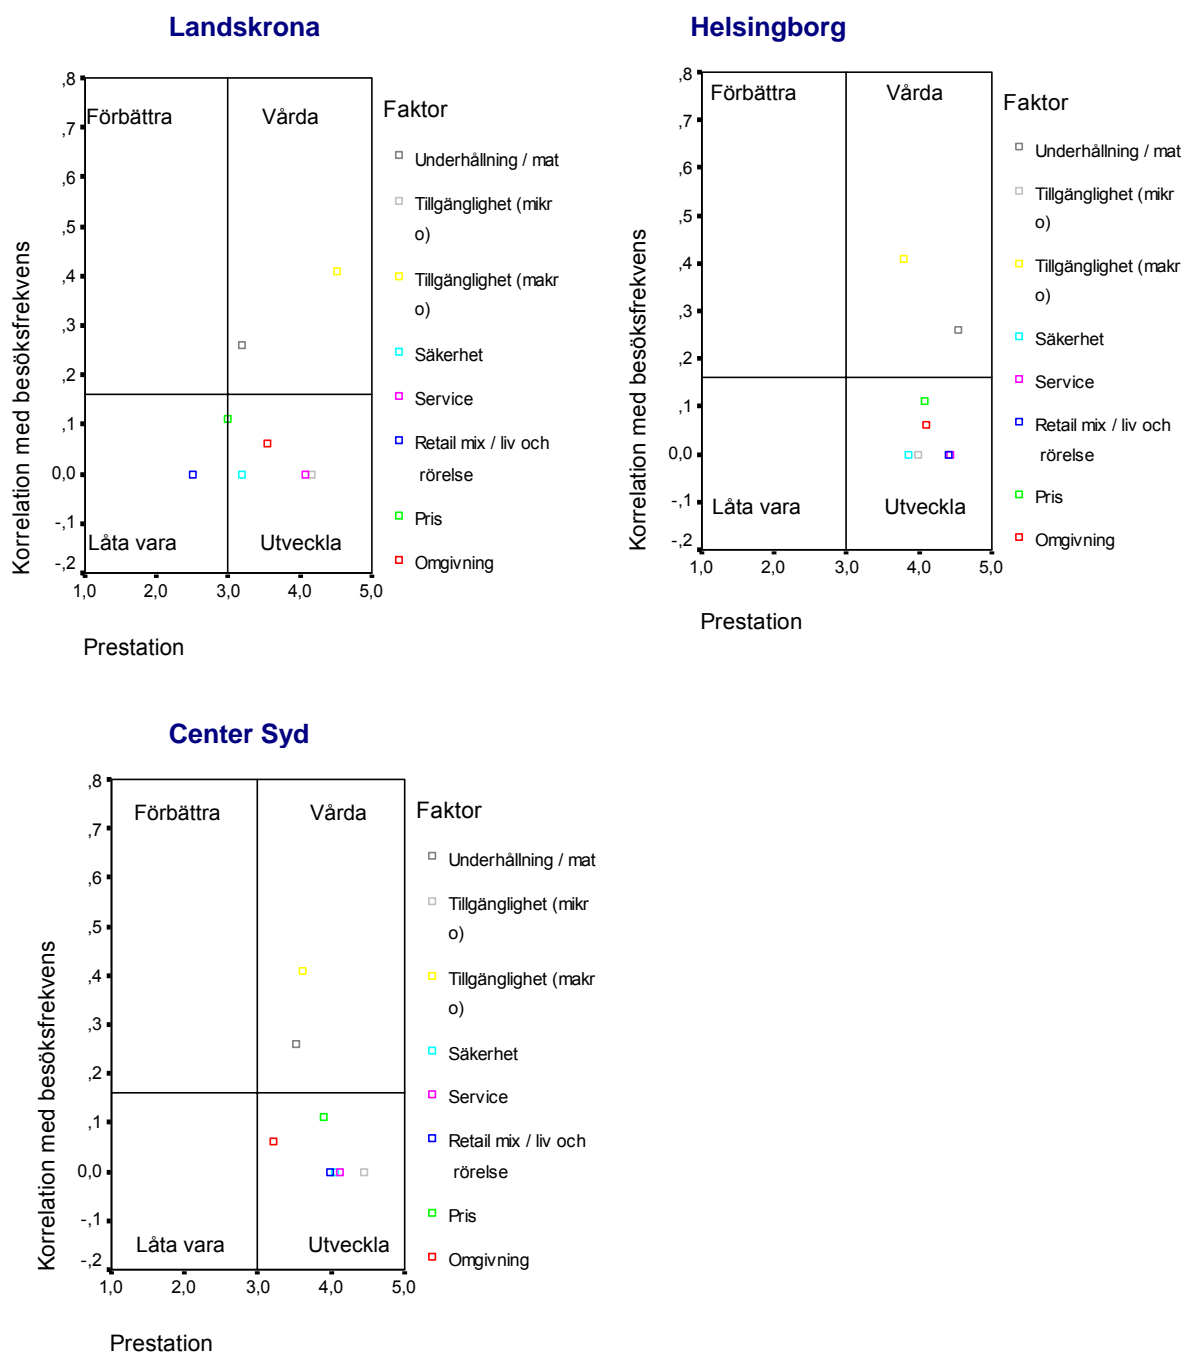 Landskrona
,8
,7
,6
,5
,4
,3
,2
,1
0,0
-,1
-,2
Korrelation med besöksfrekvens
Förbättra
Vårda
Låta vara
Utveckla
1,0 2,0 3,0 4,0 5,0
Prestation
Faktor
Underhållning / mat
Tillgänglighet (mikr
o)
Tillgänglighet (makr
o)
Säkerhet
Service
Retail mix / liv och
rörelse
Pris
Omgivning
Helsingborg
,8
,7
,6
,5
,4
,3
,2
,1
0,0
-,1
-,2
Korrelation med besöksfrekvens
Förbättra
Vårda
Låta vara
Utveckla
1,0 2,0 3,0 4,0 5,0
Prestation
Faktor
Underhållning / mat
Tillgänglighet (mikr
o)
Tillgänglighet (makr
o)
Säkerhet
Service
Retail mix / liv och
rörelse
Pris
Omgivning
Center Syd
,8
,7
,6
,5
,4
,3
,2
,1
0,0
-,1
-,2
Korrelation med besöksfrekvens
Förbättra
Vårda
Låta vara
Utveckla
1,0 2,0 3,0 4,0 5,0
Prestation
Faktor
Underhållning / mat
Tillgänglighet (mikr
o)
Tillgänglighet (makr
o)
Säkerhet
Service
Retail mix / liv och
rörelse
Pris
Omgivning